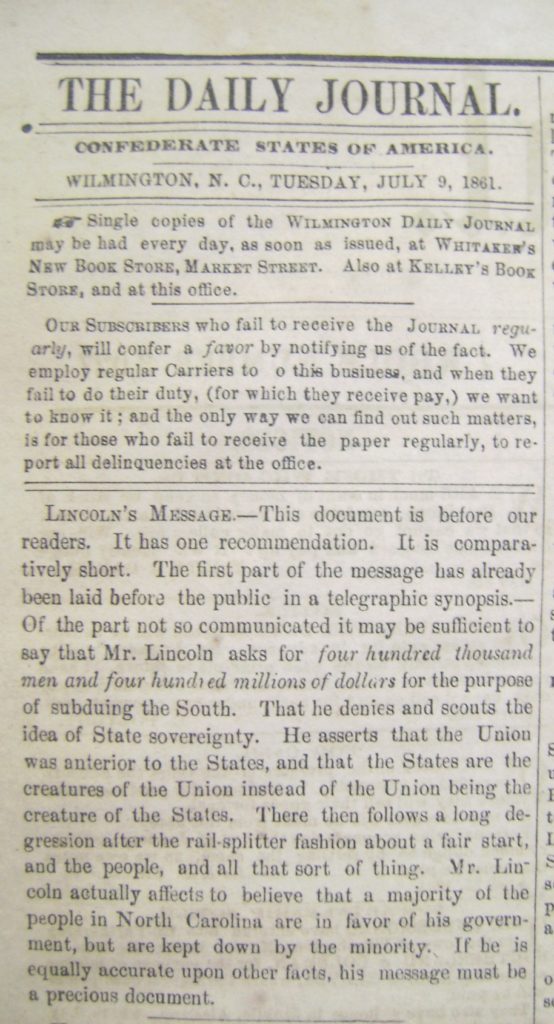 THE DAILY JOURNAL.
CONFEDERATE STATES OF AMERICA.
WILMINGTON, N. C., TUESDAY, JULY 9, 1861.
☛ Single copies of the WILMINGTON DAILY JOURNAL
may be had every day, as soon as issued, at WHITAKER'S
NEW BOOK STORE, MARKET STREET. Also at KELLEY'S BOOK
STORE, and at this office.
OUR SUBSCRIBERS who fail to receive the JOURNAL regu-
arly, will confer a favor by notifying us of the fact. We
employ regular Carriers to o this business, and when they
fail to do their duty, (for which they receive pay,) we want
to know it; and the only way we can find out such matters,
is for those who fail to receive the paper regularly, to re-
port all delinquencies at the office.
LINCOLN'S MESSAGE.—This document is before our
readers. It has one recommendation. It is compara-
tively short. The first part of the message has already
been laid before the public in a telegraphic synopsis.—
Of the part not so communicated it may be sufficient to
say that Mr. Lincoln asks for four hundred thousand
men and four hundred millions of dollars for the purpose
of subduing the South. That he denies and scouts the
idea of State sovereignty. He asserts that the Union
was anterior to the States, and that the States are the
creatures of the Union instead of the Union being the
creature of the States. There then follows a long de-
gression after the rail-splitter fashion about a fair start,
and the people, and all that sort of thing. Mr. Lin-
coln actually affects to believe that a majority of the
people in North Carolina are in favor of his govern-
ment, but are kept down by the minority. If he is
equally accurate upon other facts, his message must be
a precious document.